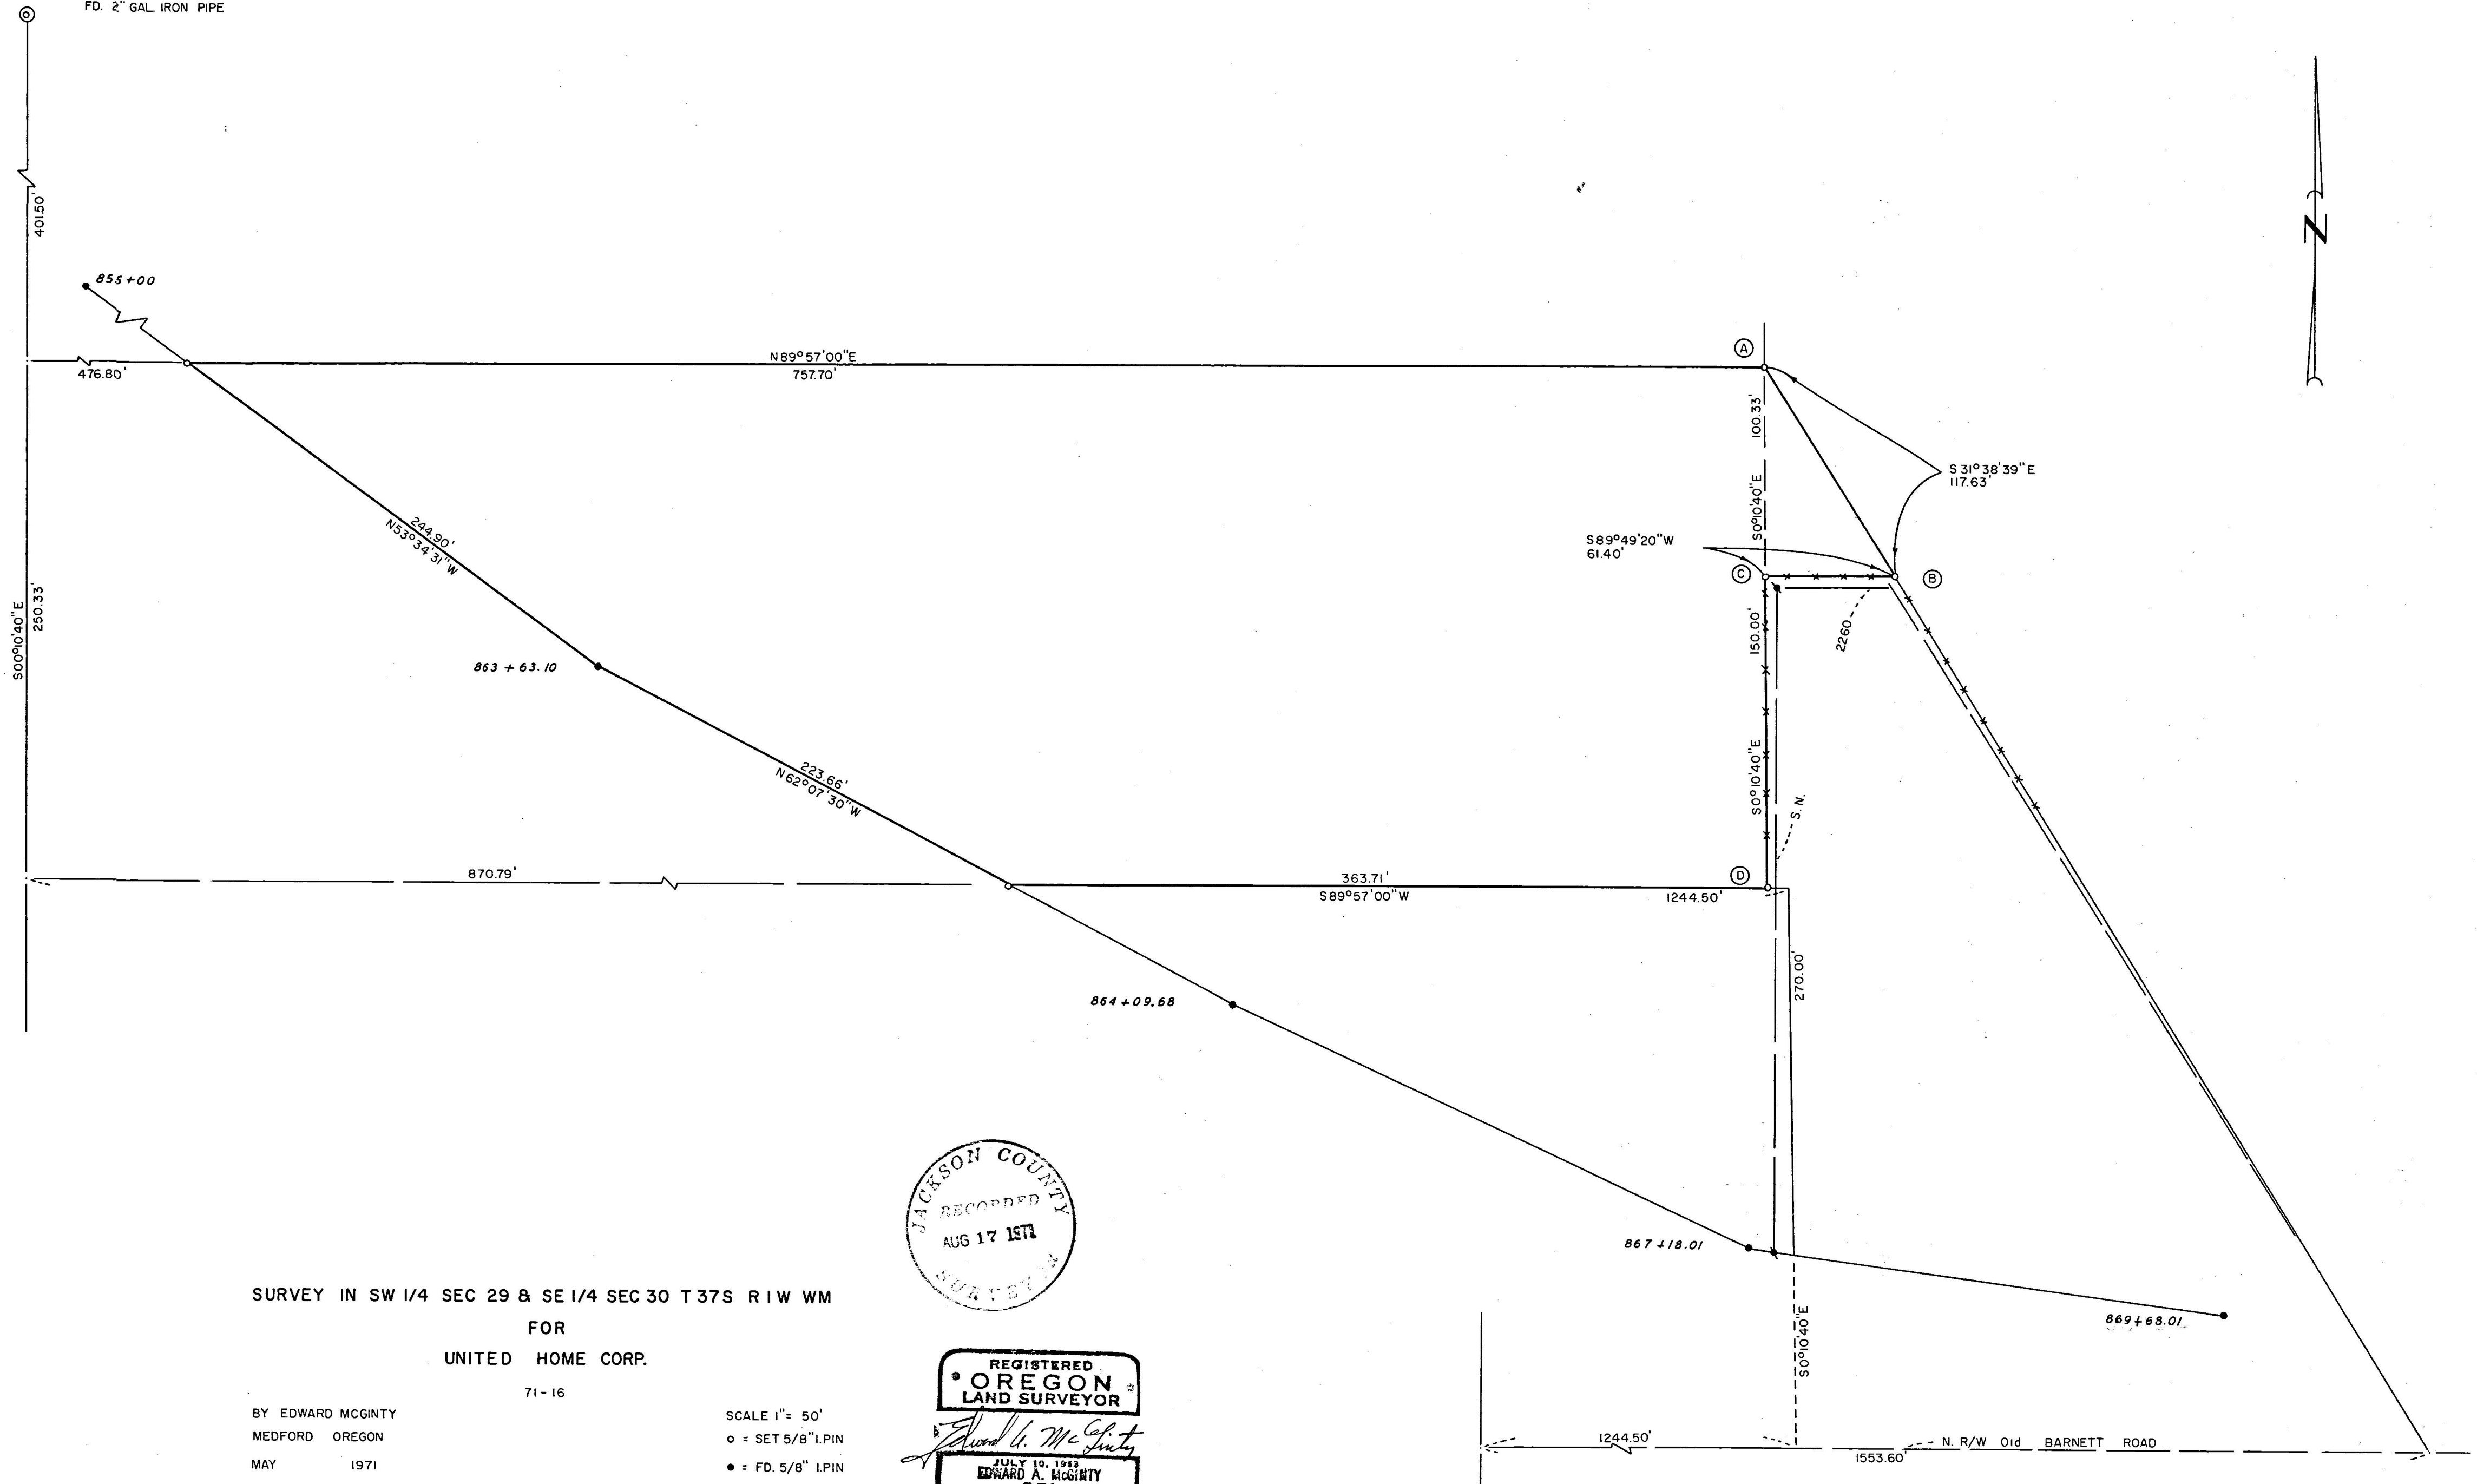 FD. 2" GAL. IRON PIPE
401.50'
855+00
476.80'
N89°57'00"E
757.70'
A
100.33'
S0°10'40"E
S31°38'39"E
117.63'
N
S89°49'20"W
61.40'
C
B
2260
150.00'
S0°10'40"E
S.N.
244.90'
N53°34'31"W
S00°10'40"E
250.33'
863+63.10
223.66'
N62°07'30"W
870.79'
363.71'
S89°57'00"W
D
1244.50'
270.00'
864+09.68
867+18.01
869+68.01
S0°10'40"E
1244.50'
N. R/W Old BARNETT ROAD
1553.60'
JACKSON COUNTY
RECORDED
AUG 17 1971
SURVEYOR
SURVEY IN SW 1/4 SEC 29 & SE 1/4 SEC 30 T37S R1W WM
FOR
UNITED HOME CORP.
71-16
BY EDWARD MCGINTY
MEDFORD OREGON
MAY 1971
SCALE 1"= 50'
o = SET 5/8" I.PIN
● = FD. 5/8" I.PIN
REGISTERED
OREGON
LAND SURVEYOR
Edward A. McGinty
JULY 10, 1953
EDWARD A. McGINTY